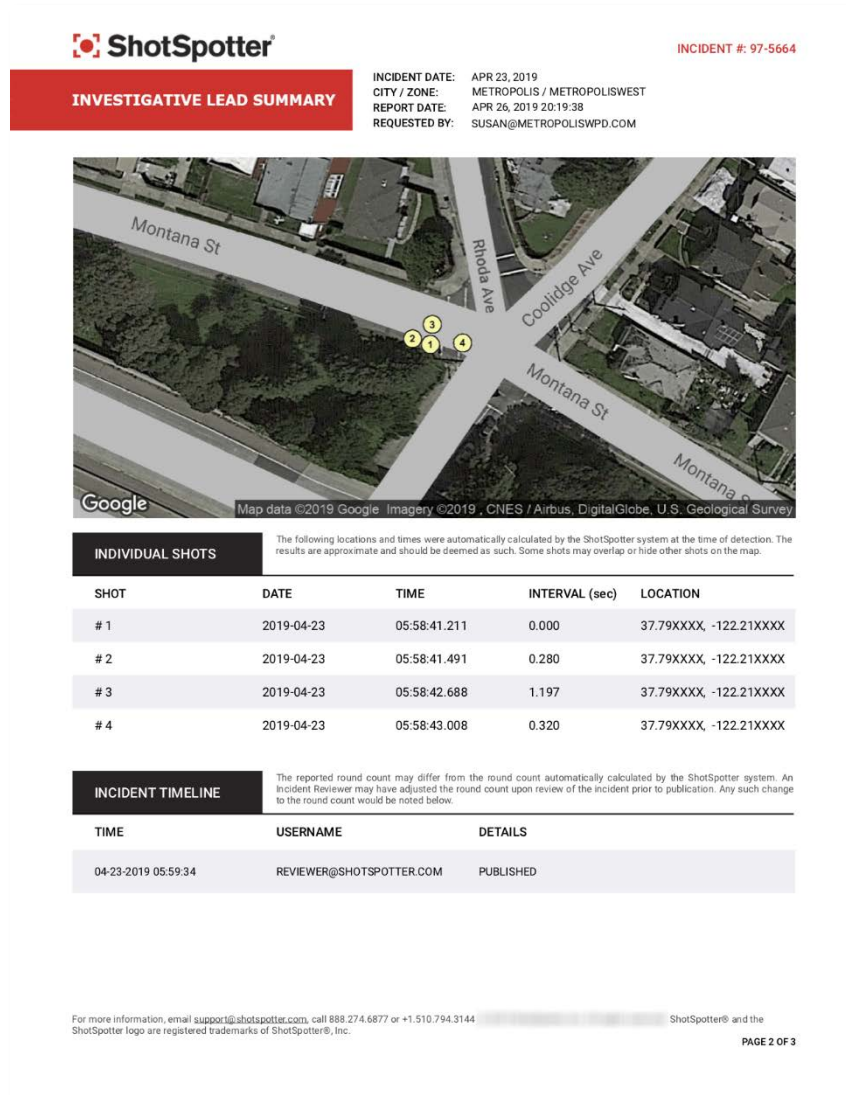 ShotSpotter®
INCIDENT #: 97-5664
INVESTIGATIVE LEAD SUMMARY
INCIDENT DATE: APR 23, 2019
CITY / ZONE: METROPOLIS / METROPOLISWEST
REPORT DATE: APR 26, 2019 20:19:38
REQUESTED BY: SUSAN@METROPOLISWPD.COM
Montana St
Rhoda Ave
Coolidge Ave
3
2
1
4
Montana St
Montana S
Google
Map data ©2019 Google Imagery ©2019 , CNES / Airbus, DigitalGlobe, U.S. Geological Survey
INDIVIDUAL SHOTS
The following locations and times were automatically calculated by the ShotSpotter system at the time of detection. The
results are approximate and should be deemed as such. Some shots may overlap or hide other shots on the map.
SHOT DATE TIME INTERVAL (sec) LOCATION
# 1 2019-04-23 05:58:41.211 0.000 37.79XXXX, -122.21XXXX
# 2 2019-04-23 05:58:41.491 0.280 37.79XXXX, -122.21XXXX
# 3 2019-04-23 05:58:42.688 1.197 37.79XXXX, -122.21XXXX
# 4 2019-04-23 05:58:43.008 0.320 37.79XXXX, -122.21XXXX
INCIDENT TIMELINE
The reported round count may differ from the round count automatically calculated by the ShotSpotter system. An
Incident Reviewer may have adjusted the round count upon review of the incident prior to publication. Any such change
to the round count would be noted below.
TIME USERNAME DETAILS
04-23-2019 05:59:34 REVIEWER@SHOTSPOTTER.COM PUBLISHED
For more information, email support@shotspotter.com, call 888.274.6877 or +1.510.794.3144 ShotSpotter® and the
ShotSpotter logo are registered trademarks of ShotSpotter®, Inc.
PAGE 2 OF 3